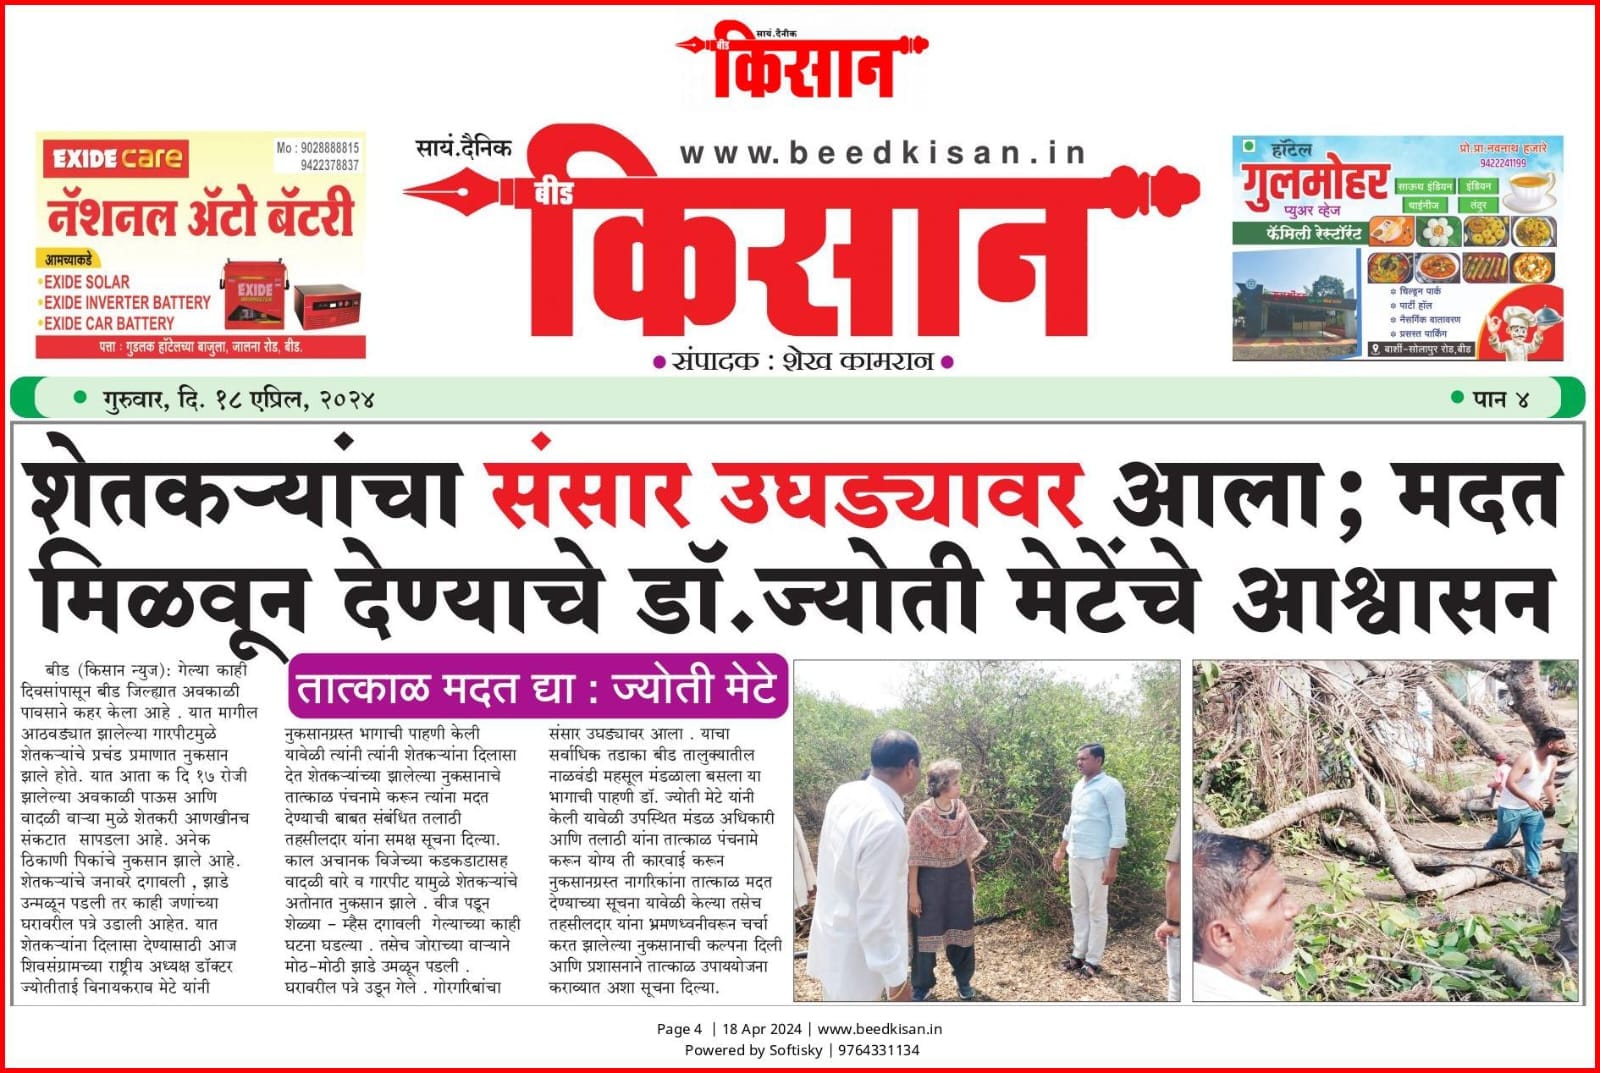 सायं.दैनीक
बीड
किसान
EXIDE care
Mo : 9028888815
9422378837
नॅशनल ॲटो बॅटरी
आमच्याकडे
•EXIDE SOLAR
•EXIDE INVERTER BATTERY
•EXIDE CAR BATTERY
EXIDE
पत्ता : गुडलक हॉटेलच्या बाजुला, जालना रोड, बीड.
सायं.दैनिक
www.beedkisan.in
बीड
किसान
• संपादक : शेख कामरान •
हॉटेल
प्रो.प्रा.नवनाथ हजारे
9422241199
गुलमोहर
प्युअर व्हेज
साऊथ इंडियन
इंडियन
चाईनीज
तंदुर
फॅमिली रेस्टॉरंट
चिल्ड्रन पार्क
पार्टी हॉल
नैसर्गिक वातावरण
प्रसस्त पार्किंग
बार्शी-सोलापुर रोड,बीड
• गुरुवार, दि. १८ एप्रिल, २०२४
• पान ४
शेतकऱ्यांचा संसार उघड्यावर आला; मदत
मिळवून देण्याचे डॉ.ज्योती मेटेंचे आश्वासन
तात्काळ मदत द्या : ज्योती मेटे
बीड (किसान न्युज): गेल्या काही
दिवसांपासून बीड जिल्ह्यात अवकाळी
पावसाने कहर केला आहे . यात मागील
आठवड्यात झालेल्या गारपीटमुळे
शेतकऱ्यांचे प्रचंड प्रमाणात नुकसान
झाले होते. यात आता क दि १७ रोजी
झालेल्या अवकाळी पाऊस आणि
वादळी वाऱ्या मुळे शेतकरी आणखीनच
संकटात सापडला आहे. अनेक
ठिकाणी पिकांचे नुकसान झाले आहे.
शेतकऱ्यांचे जनावरे दगावली , झाडे
उन्मळून पडली तर काही जणांच्या
घरावरील पत्रे उडाली आहेत. यात
शेतकऱ्यांना दिलासा देण्यासाठी आज
शिवसंग्रामच्या राष्ट्रीय अध्यक्ष डॉक्टर
ज्योतीताई विनायकराव मेटे यांनी
नुकसानग्रस्त भागाची पाहणी केली
यावेळी त्यांनी त्यांनी शेतकऱ्यांना दिलासा
देत शेतकऱ्यांच्या झालेल्या नुकसानाचे
तात्काळ पंचनामे करून त्यांना मदत
देण्याची बाबत संबंधित तलाठी
तहसीलदार यांना समक्ष सूचना दिल्या.
काल अचानक विजेच्या कडकडाटासह
वादळी वारे व गारपीट यामुळे शेतकऱ्यांचे
अतोनात नुकसान झाले . वीज पडून
शेळ्या - म्हैस दगावली गेल्याच्या काही
घटना घडल्या . तसेच जोराच्या वाऱ्याने
मोठ-मोठी झाडे उमळून पडली .
घरावरील पत्रे उडून गेले . गोरगरिबांचा
संसार उघड्यावर आला . याचा
सर्वाधिक तडाका बीड तालुक्यातील
नाळवंडी महसूल मंडळाला बसला या
भागाची पाहणी डॉ. ज्योती मेटे यांनी
केली यावेळी उपस्थित मंडळ अधिकारी
आणि तलाठी यांना तात्काळ पंचनामे
करून योग्य ती कारवाई करून
नुकसानग्रस्त नागरिकांना तात्काळ मदत
देण्याच्या सूचना यावेळी केल्या तसेच
तहसीलदार यांना भ्रमणध्वनीवरून चर्चा
करत झालेल्या नुकसानाची कल्पना दिली
आणि प्रशासनाने तात्काळ उपाययोजना
कराव्यात अशा सूचना दिल्या.
Page 4 | 18 Apr 2024 | www.beedkisan.in
Powered by Softisky | 9764331134